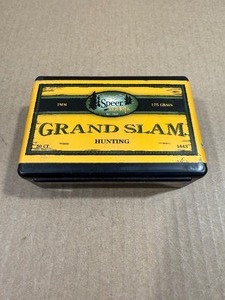 Speer
7MM
175 GRAIN
GRAND SLAM
HUNTING
50 CT.
1643